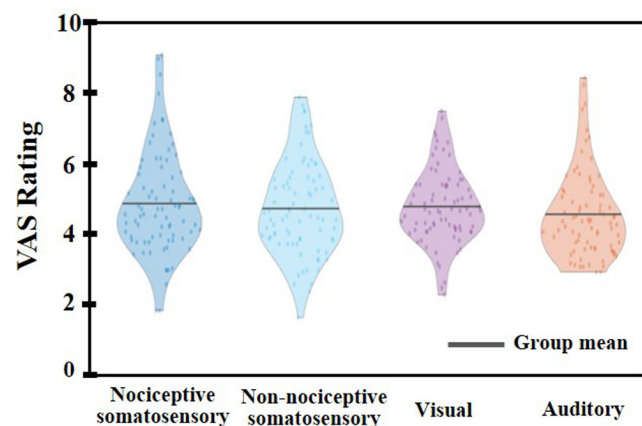 10
8
6
4
2
0
VAS Rating
Group mean
Nociceptive
somatosensory
Non-nociceptive
somatosensory
Visual
Auditory